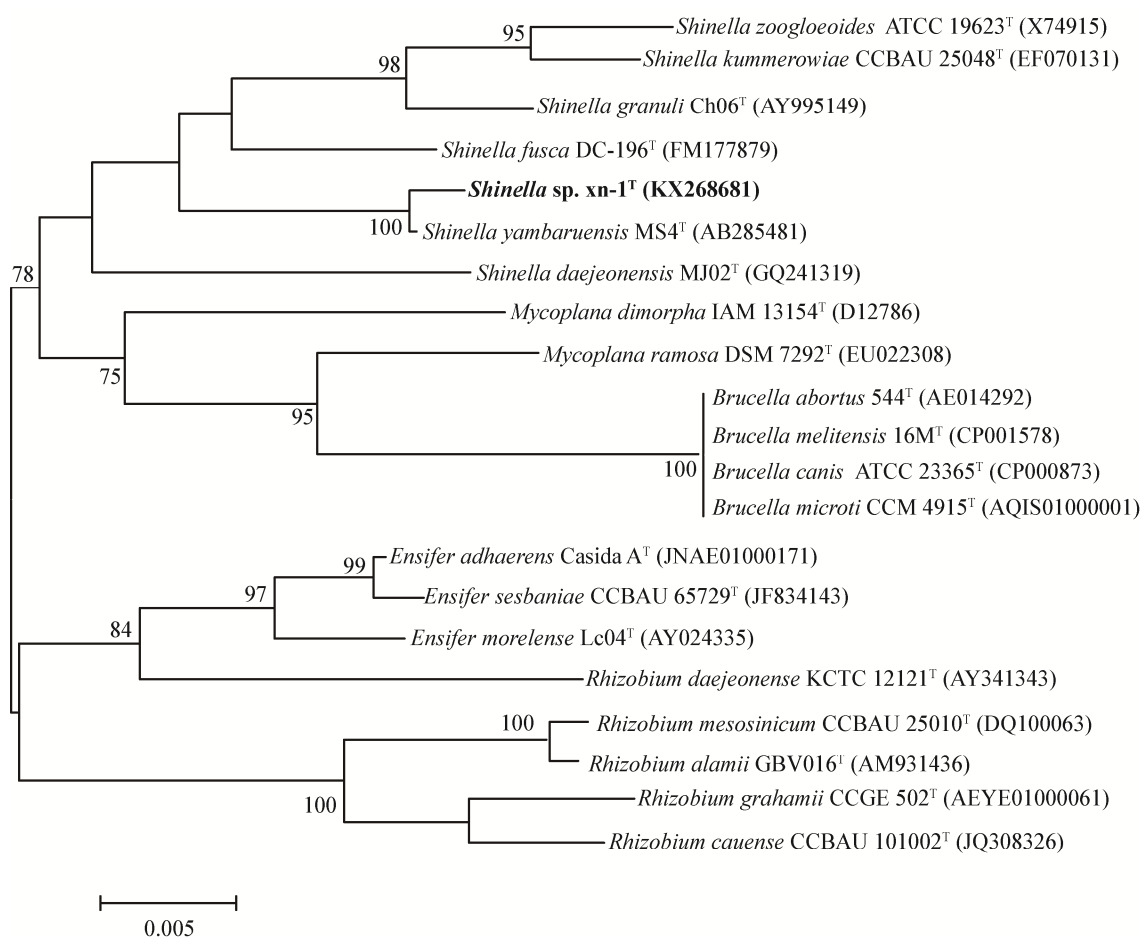 95
Shinella zoogloeoides ATCC 19623ᵀ (X74915)
Shinella kummerowiae CCBAU 25048ᵀ (EF070131)
98
Shinella granuli Ch06ᵀ (AY995149)
Shinella fusca DC-196ᵀ (FM177879)
Shinella sp. xn-1ᵀ (KX268681)
100
Shinella yambaruensis MS4ᵀ (AB285481)
78
Shinella daejeonensis MJ02ᵀ (GQ241319)
Mycoplana dimorpha IAM 13154ᵀ (D12786)
75
Mycoplana ramosa DSM 7292ᵀ (EU022308)
95
Brucella abortus 544ᵀ (AE014292)
Brucella melitensis 16Mᵀ (CP001578)
100
Brucella canis ATCC 23365ᵀ (CP000873)
Brucella microti CCM 4915ᵀ (AQIS01000001)
99
Ensifer adhaerens Casida Aᵀ (JNAE01000171)
97
Ensifer sesbaniae CCBAU 65729ᵀ (JF834143)
84
Ensifer morelense Lc04ᵀ (AY024335)
Rhizobium daejeonense KCTC 12121ᵀ (AY341343)
100
Rhizobium mesosinicum CCBAU 25010ᵀ (DQ100063)
Rhizobium alamii GBV016ᵀ (AM931436)
100
Rhizobium grahamii CCGE 502ᵀ (AEYE01000061)
Rhizobium cauense CCBAU 101002ᵀ (JQ308326)
0.005